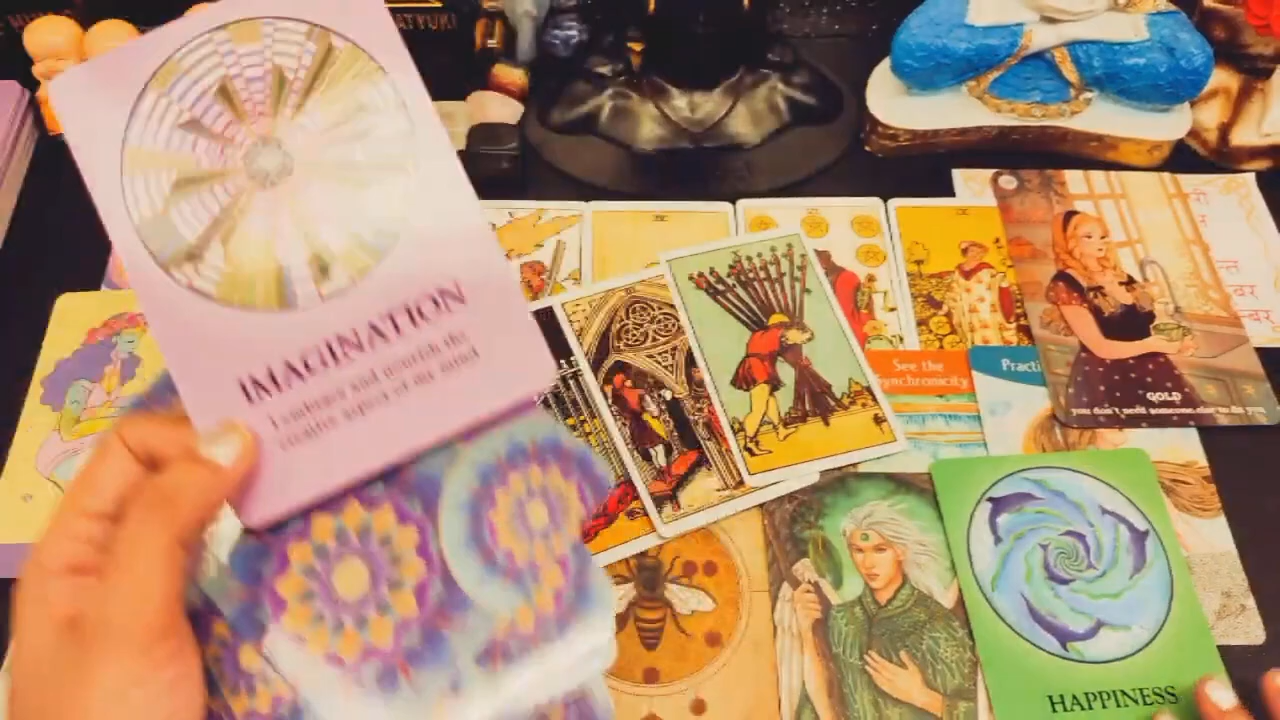 IMAGINATION
I embrace and nourish the
creative aspect of my mind
See the
Synchronicity
Practi
GOLD
you don't need someone else to fix you
HAPPINESS